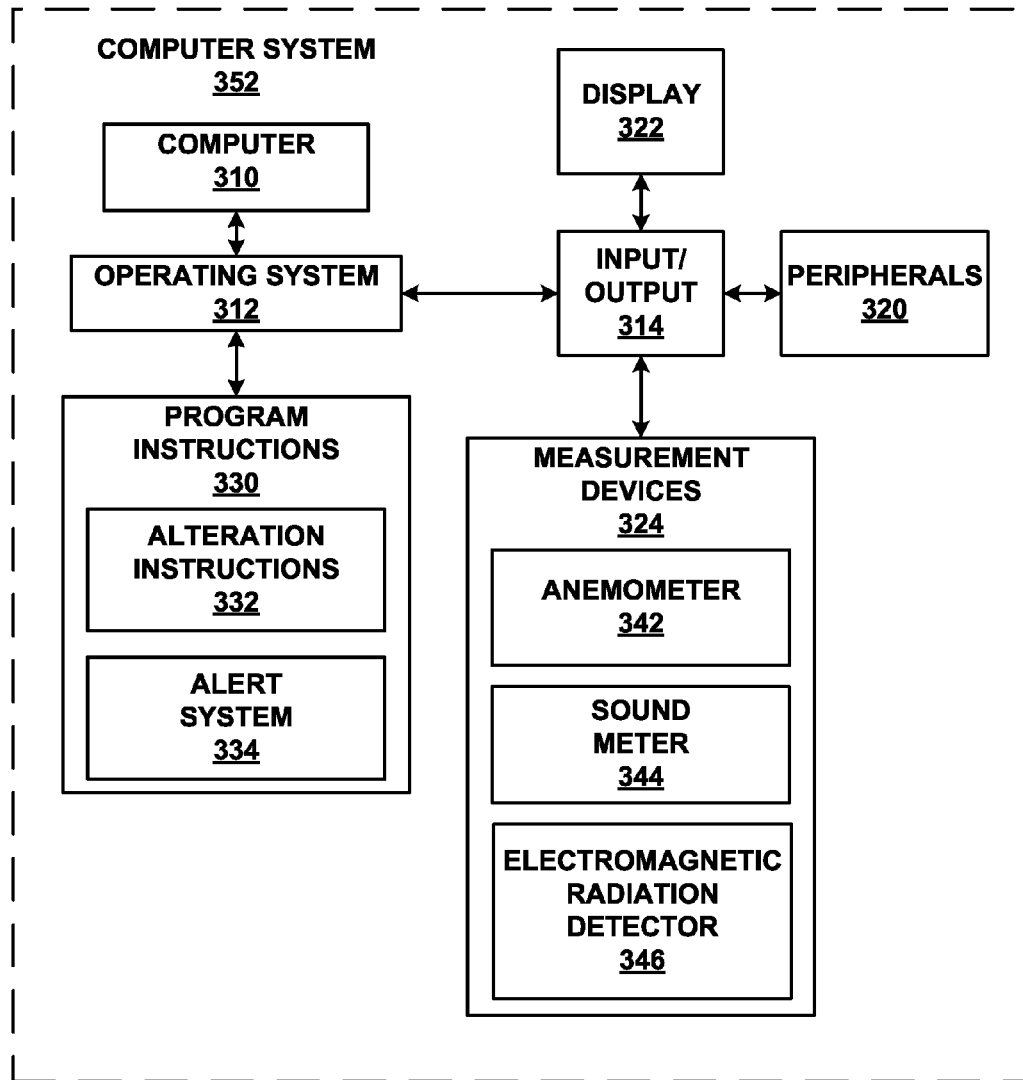 COMPUTER SYSTEM
352
COMPUTER
310
OPERATING SYSTEM
312
PROGRAM
INSTRUCTIONS
330
ALTERATION
INSTRUCTIONS
332
ALERT
SYSTEM
334
DISPLAY
322
INPUT/
OUTPUT
314
PERIPHERALS
320
MEASUREMENT
DEVICES
324
ANEMOMETER
342
SOUND
METER
344
ELECTROMAGNETIC
RADIATION
DETECTOR
346